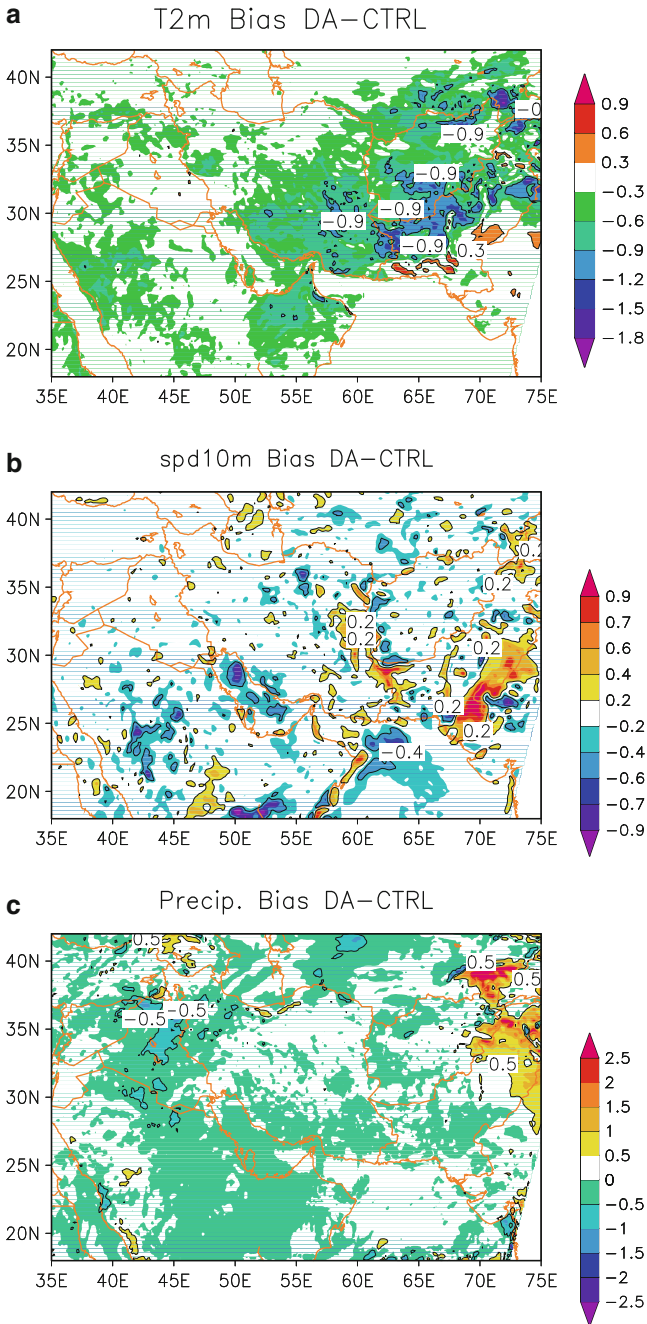 a
T2m Bias DA−CTRL
40N
35N
30N
25N
20N
35E 40E 45E 50E 55E 60E 65E 70E 75E
−0
−0.9
−0.9
−0.9
−0.9
−0.9
0.3
0.9
0.6
0.3
−0.3
−0.6
−0.9
−1.2
−1.5
−1.8
b
spd10m Bias DA−CTRL
40N
35N
30N
25N
20N
35E 40E 45E 50E 55E 60E 65E 70E 75E
0.2
0.2
0.2
0.2
0.2
0.2
0.2
−0.4
0.9
0.7
0.6
0.4
0.2
−0.2
−0.4
−0.6
−0.7
−0.9
c
Precip. Bias DA−CTRL
40N
35N
30N
25N
20N
35E 40E 45E 50E 55E 60E 65E 70E 75E
0.5
0.5
0.5
−0.5
−0.5
0.5
2.5
2
1.5
1
0.5
0
−0.5
−1
−1.5
−2
−2.5